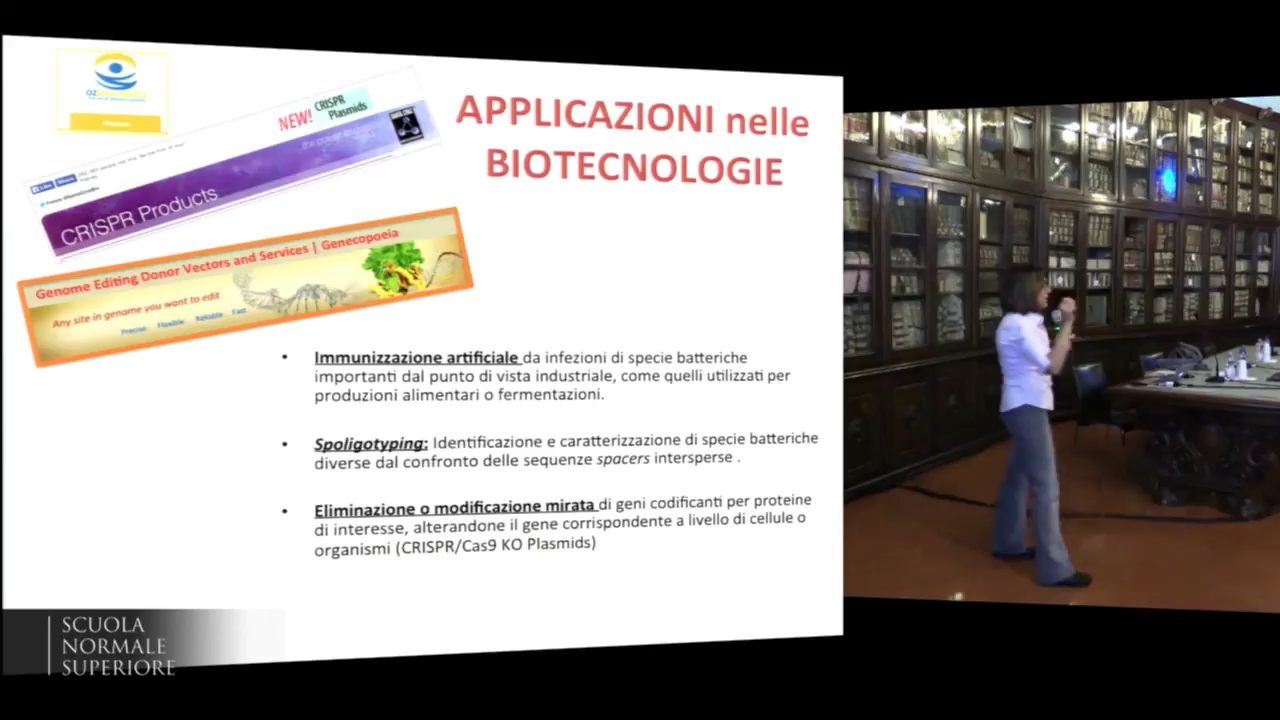 APPLICAZIONI nelle
BIOTECNOLOGIE
NEW! CRISPR
Plasmids
Like Share
CRISPR Products
Genome Editing Donor Vectors and Services | Genecopoeia
Any site in genome you want to edit
Precise Flexible Reliable Fast
• Immunizzazione artificiale da infezioni di specie batteriche
importanti dal punto di vista industriale, come quelli utilizzati per
produzioni alimentari o fermentazioni.
• Spoligotyping: Identificazione e caratterizzazione di specie batteriche
diverse dal confronto delle sequenze spacers intersperse .
• Eliminazione o modificazione mirata di geni codificanti per proteine
di interesse, alterandone il gene corrispondente a livello di cellule o
organismi (CRISPR/Cas9 KO Plasmids)
SCUOLA
NORMALE
SUPERIORE